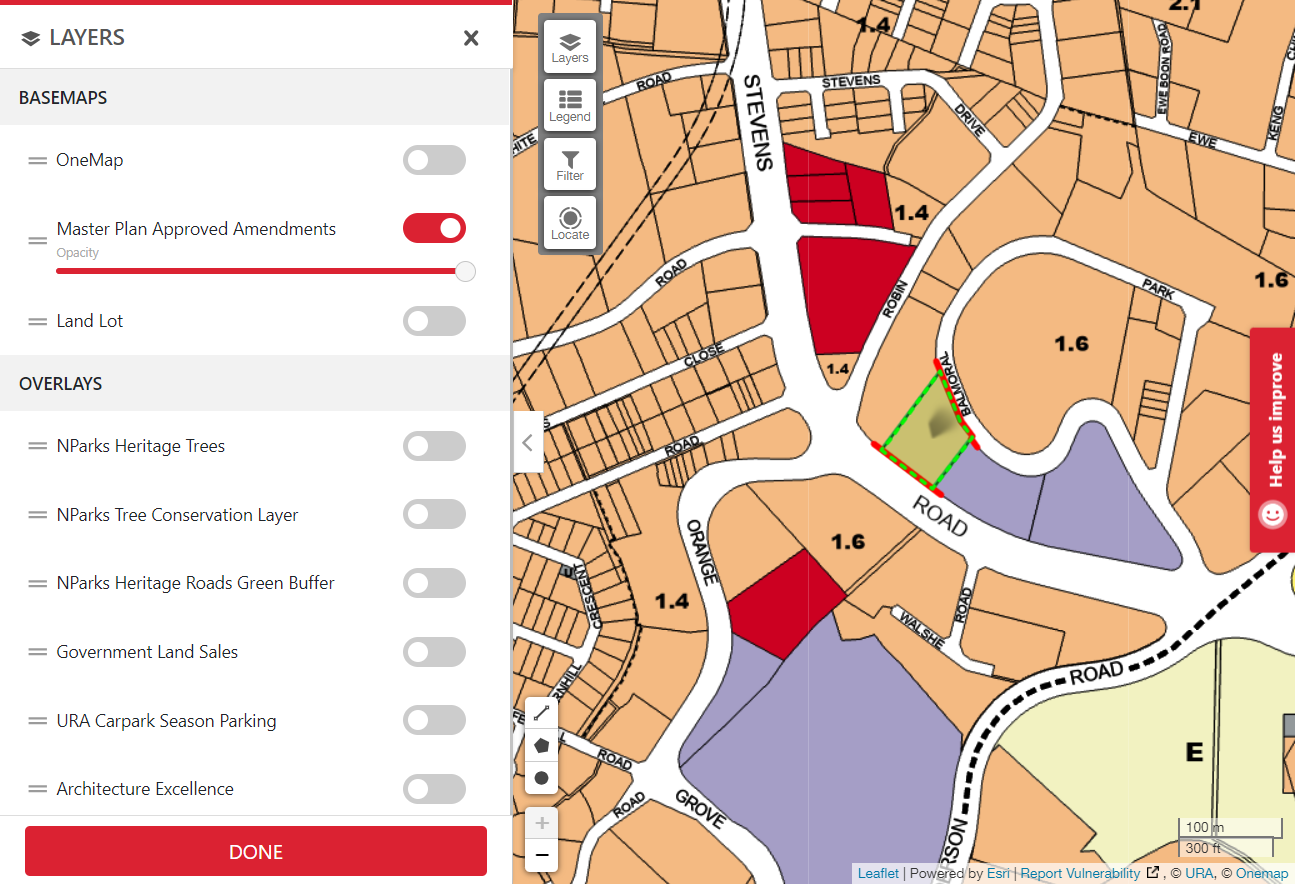 LAYERS
BASEMAPS
OneMap
Master Plan Approved Amendments
Opacity
Land Lot
OVERLAYS
NParks Heritage Trees
NParks Tree Conservation Layer
NParks Heritage Roads Green Buffer
Government Land Sales
URA Carpark Season Parking
Architecture Excellence
DONE
Layers
Legend
Filter
Locate
2.1
1.4
ROAD
STEVENS
STEVENS
DRIVE
EWE BOON ROAD
EWE
KENG
1.4
ROAD
ROBIN
PARK
1.6
1.6
CLOSE
1.4
BALMORAL
ROAD
ROAD
ORANGE
1.6
1.4
CRESCENT
ROAD
WALSHE
ROAD
ROAD
ROAD
GROVE
E
Help us improve
100 m
300 ft
Leaflet | Powered by Esri | Report Vulnerability , © URA, © Onemap